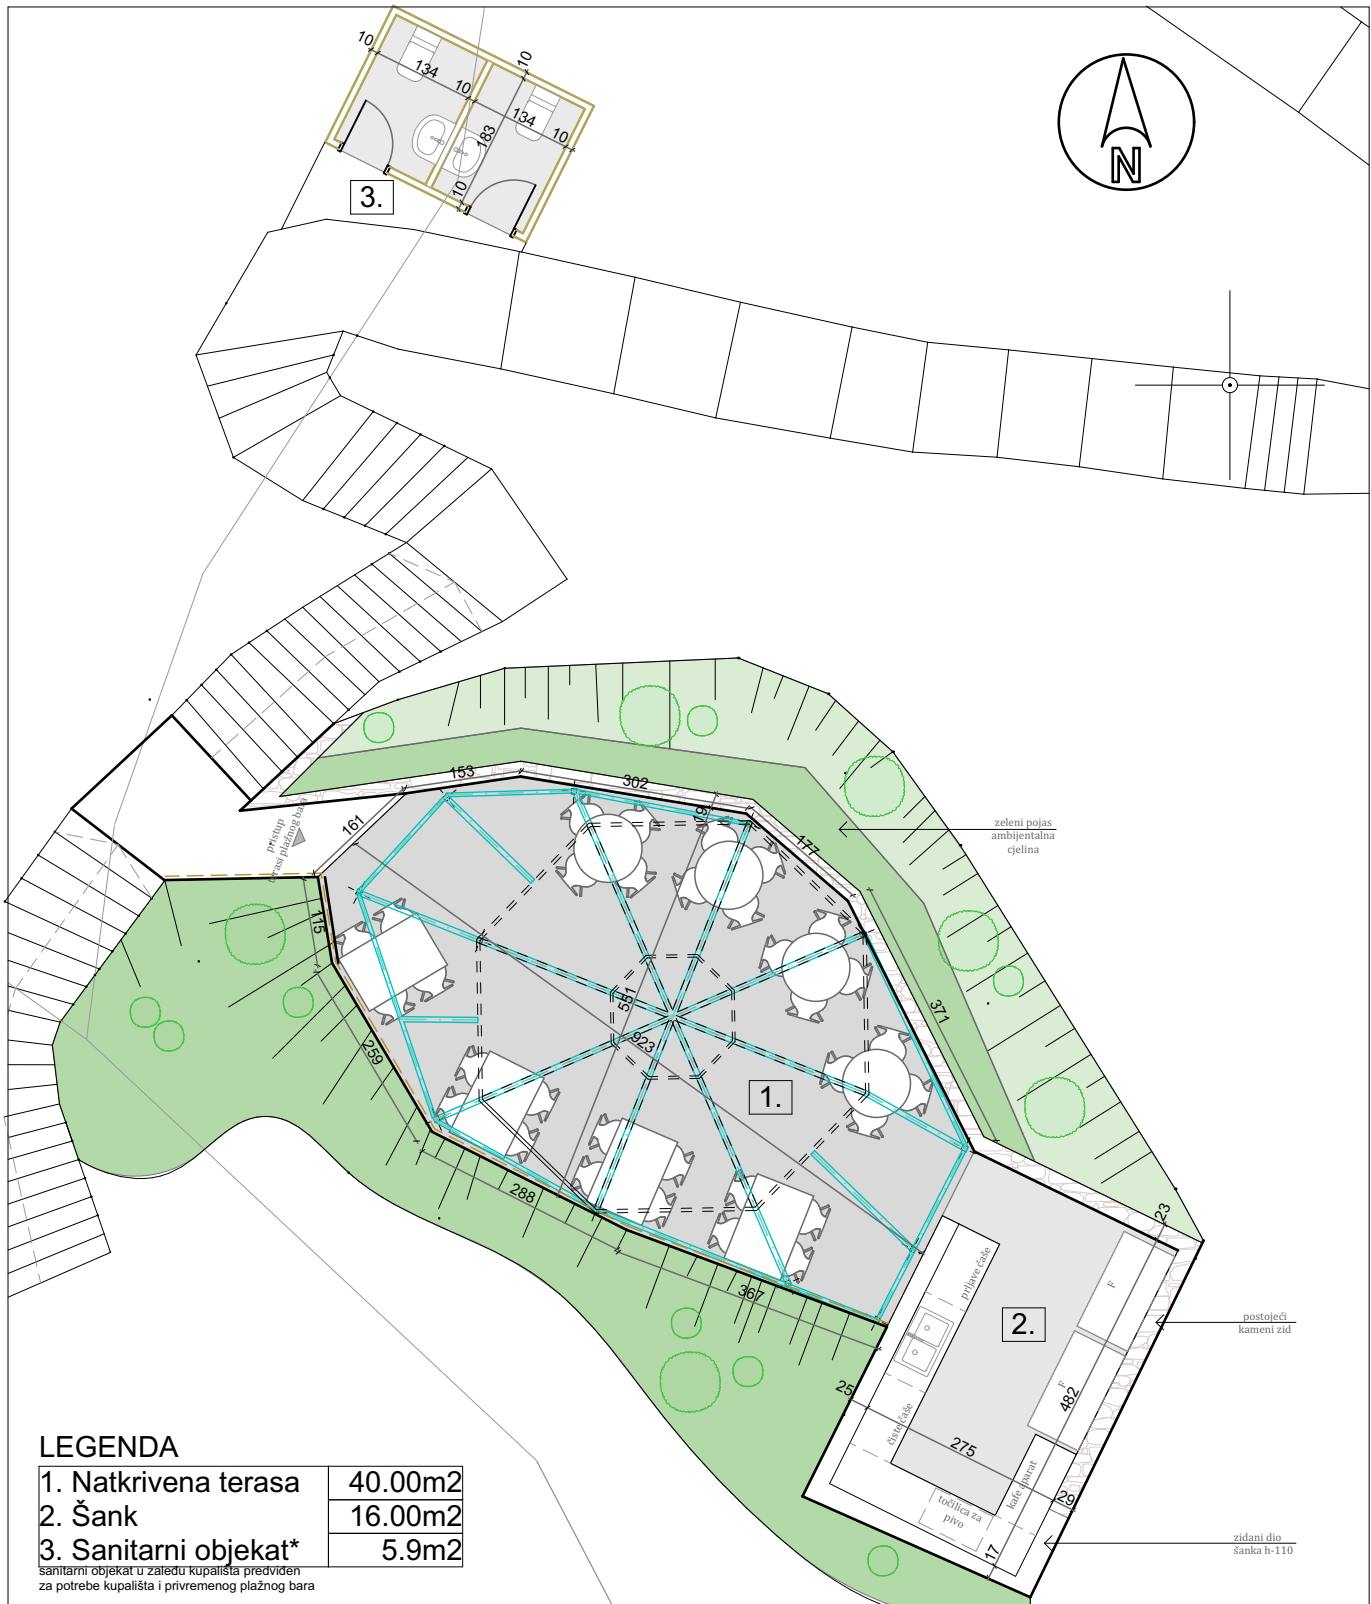 10
134
10
10
134
183
10
10
3.
N
153
302
161
19
177
pristup
terasi plažnog bara
zeleni pojas
ambijentalna
cjelina
115
551
371
923
259
1.
288
23
367
prljave čaše
F
2.
postojeći
kameni zid
F
482
25
čiste čaše
275
kafe aparat
29
točilica za
pivo
17
zidani dio
šanka h-110
LEGENDA
1. Natkrivena terasa 40.00m2
2. Šank 16.00m2
3. Sanitarni objekat* 5.9m2
sanitarni objekat u zaleđu kupališta predviđen
za potrebe kupališta i privremenog plažnog bara